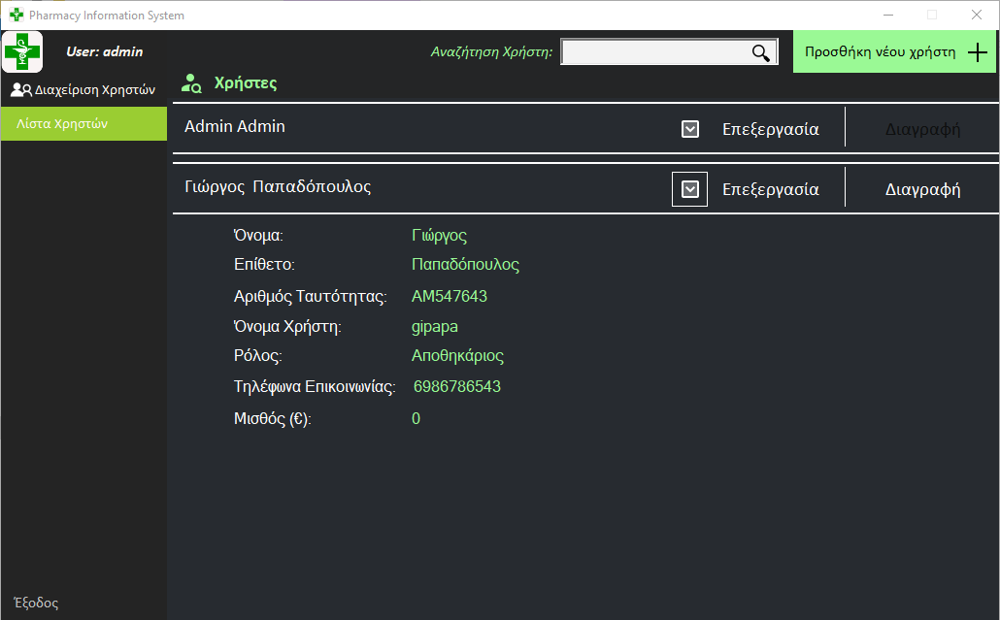 Pharmacy Information System
User: admin
Αναζήτηση Χρήστη:
Προσθήκη νέου χρήστη
Διαχείριση Χρηστών
Χρήστες
Λίστα Χρηστών
Admin Admin Επεξεργασία Διαγραφή
Γιώργος Παπαδόπουλος Επεξεργασία Διαγραφή
Όνομα: Γιώργος
Επίθετο: Παπαδόπουλος
Αριθμός Ταυτότητας: ΑΜ547643
Όνομα Χρήστη: gipapa
Ρόλος: Αποθηκάριος
Τηλέφωνα Επικοινωνίας: 6986786543
Μισθός (€): 0
Έξοδος